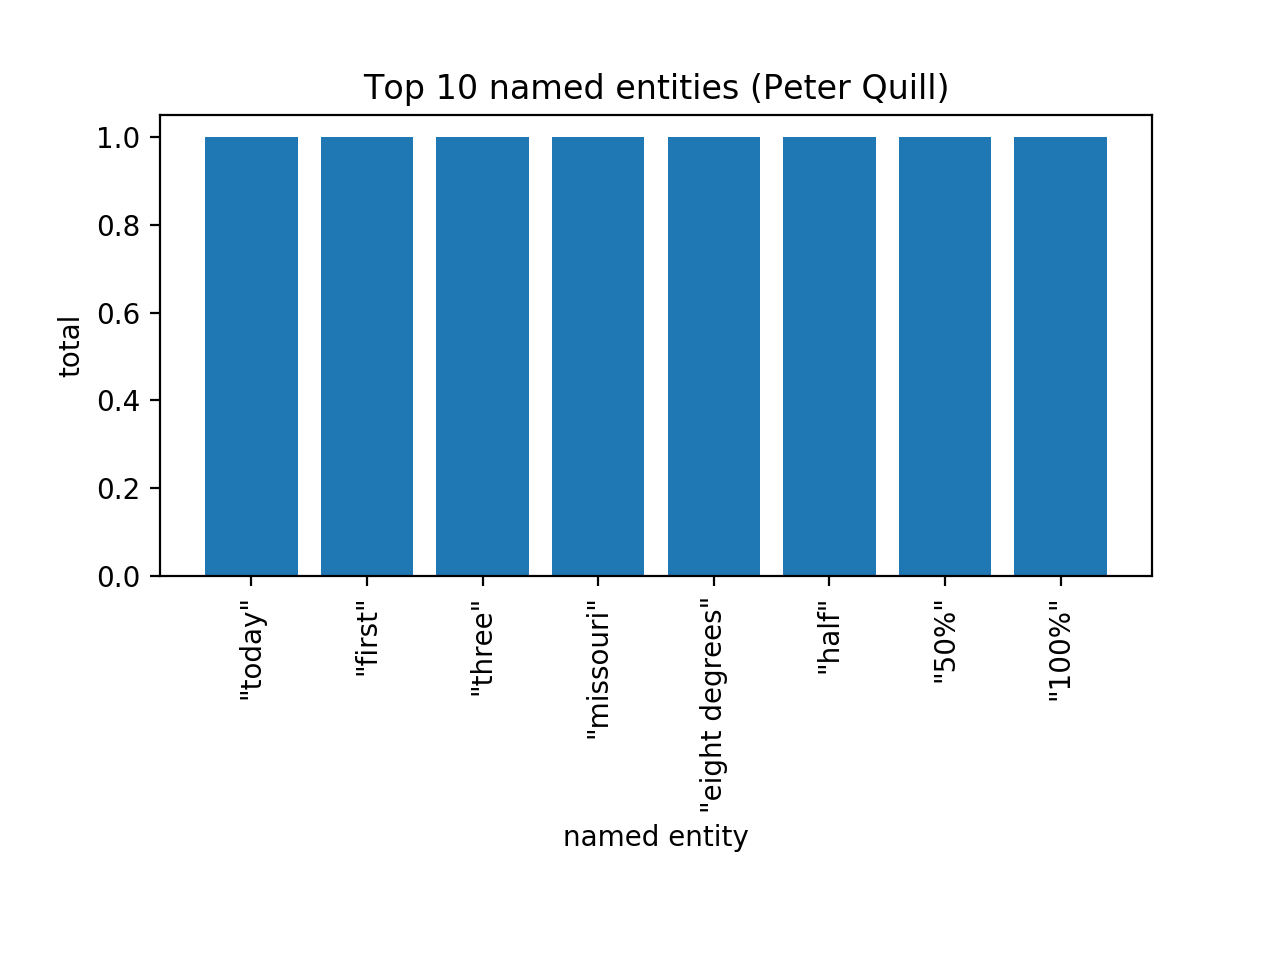 Top 10 named entities (Peter Quill)
total
1.0
0.8
0.6
0.4
0.2
0.0
"today"
"first"
"three"
"missouri"
"eight degrees"
"half"
"50%"
"100%"
named entity